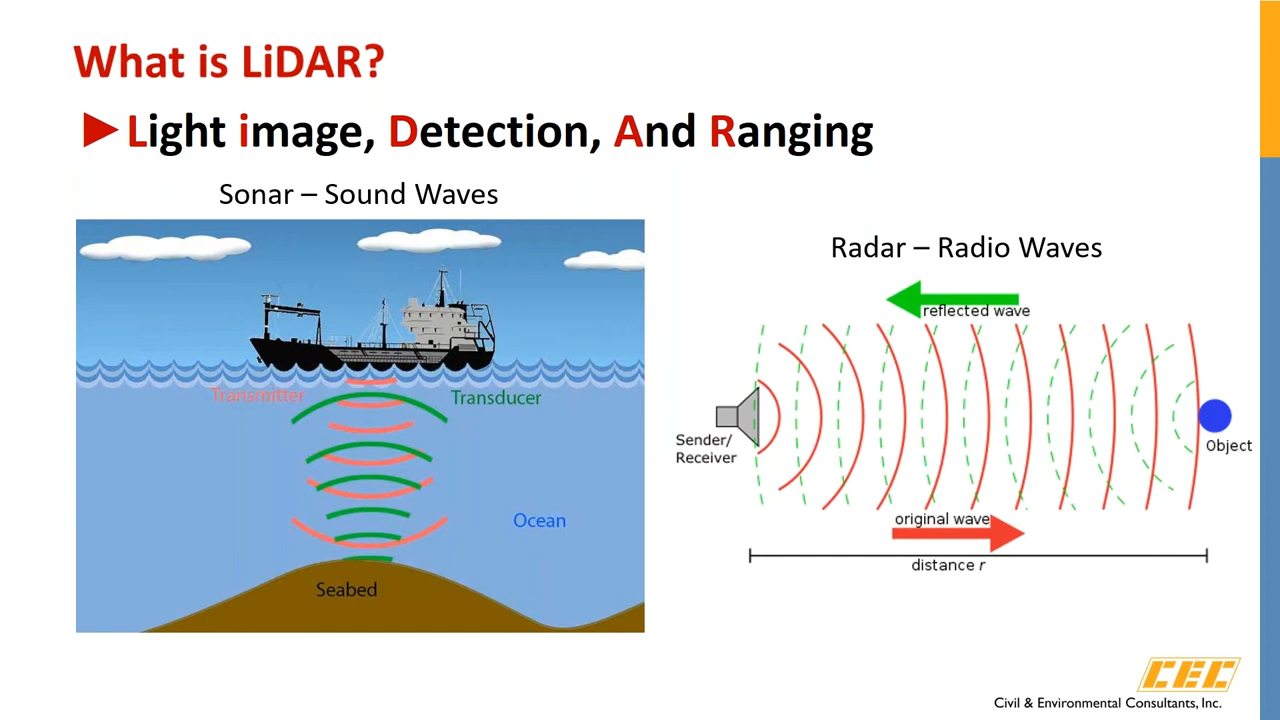 What is LiDAR?
Light image, Detection, And Ranging
Sonar – Sound Waves
Transmitter
Transducer
Ocean
Seabed
Radar – Radio Waves
reflected wave
Sender/
Receiver
Object
original wave
distance r
CEC
Civil & Environmental Consultants, Inc.